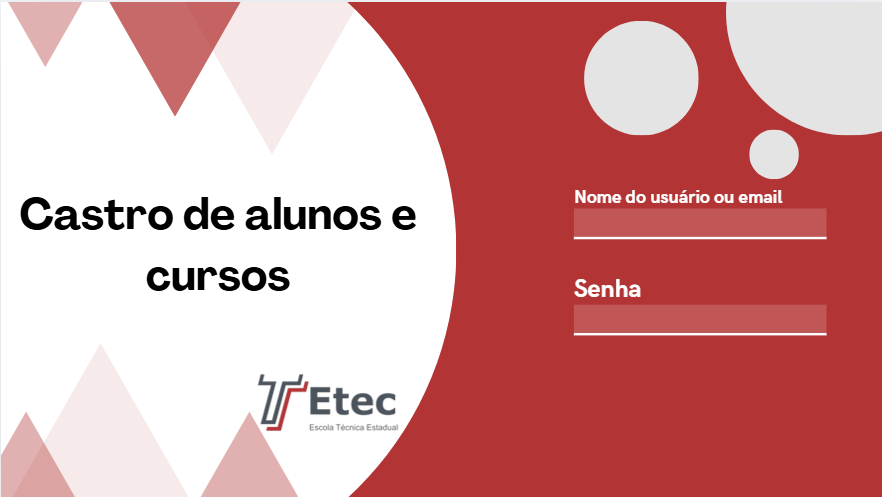 Castro de alunos e
cursos
Etec
Escola Técnica Estadual
Nome do usuário ou email
Senha